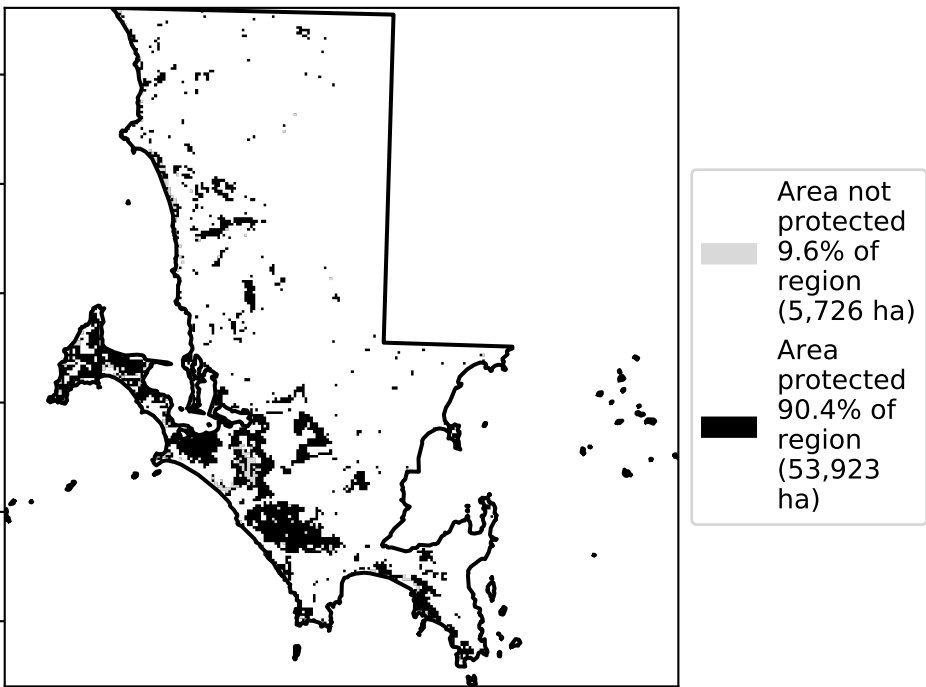 Area not
protected
9.6% of
region
(5,726 ha)
Area
protected
90.4% of
region
(53,923
ha)